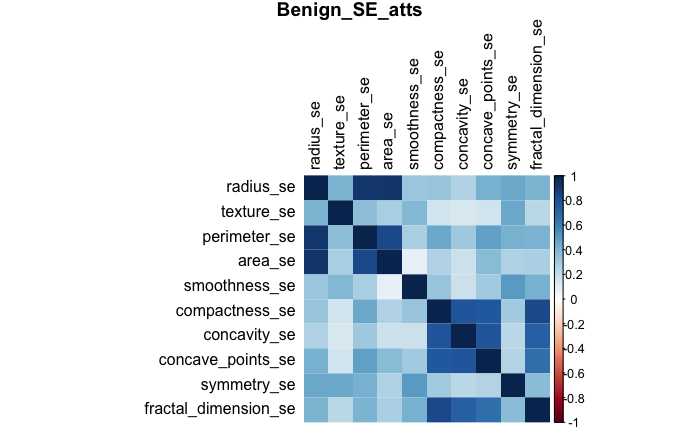 Benign_SE_atts
radius_se
texture_se
perimeter_se
area_se
smoothness_se
compactness_se
concavity_se
concave_points_se
symmetry_se
fractal_dimension_se
radius_se
texture_se
perimeter_se
area_se
smoothness_se
compactness_se
concavity_se
concave_points_se
symmetry_se
fractal_dimension_se
1
0.8
0.6
0.4
0.2
0
-0.2
-0.4
-0.6
-0.8
-1